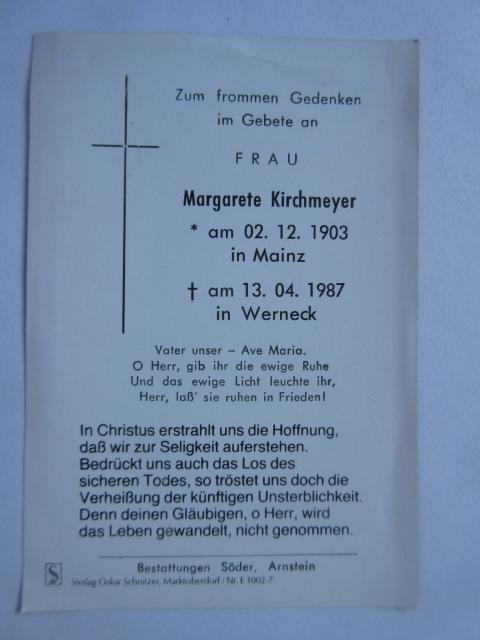 Zum frommen Gedenken
im Gebete an
FRAU
Margarete Kirchmeyer
* am 02. 12. 1903
in Mainz
† am 13. 04. 1987
in Werneck
Vater unser – Ave Maria.
O Herr, gib ihr die ewige Ruhe
Und das ewige Licht leuchte ihr,
Herr, laß' sie ruhen in Frieden!
In Christus erstrahlt uns die Hoffnung,
daß wir zur Seligkeit auferstehen.
Bedrückt uns auch das Los des
sicheren Todes, so tröstet uns doch die
Verheißung der künftigen Unsterblichkeit.
Denn deinen Gläubigen, o Herr, wird
das Leben gewandelt, nicht genommen.
Bestattungen Söder, Arnstein
S
Verlag Oskar Schnitzer, Marktoberdorf / Nr. E 1002-7